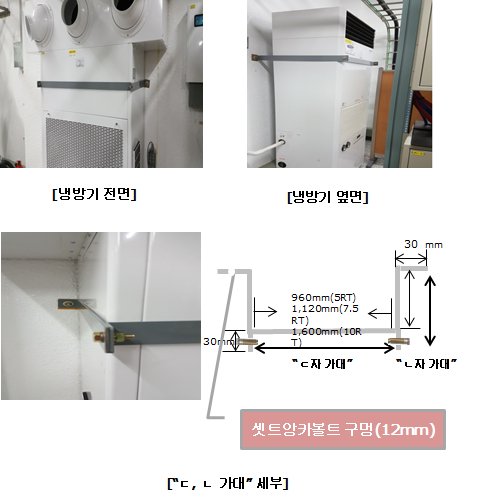 [냉방기 전면]
[냉방기 옆면]
30 mm
960mm(5RT)
1,120mm(7.5
RT)
1,600mm(10R
T)
30mm
“ㄷ자 가대”
“ㄴ자 가대”
셋트앙카볼트 구멍(12mm)
[“ㄷ, ㄴ 가대” 세부]